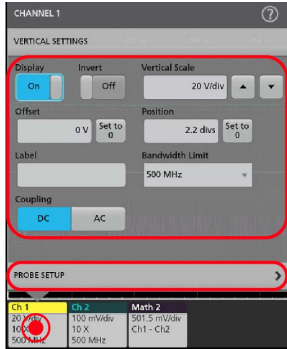 CHANNEL 1
?
VERTICAL SETTINGS
Display Invert Vertical Scale
On Off 20 V/div
Offset Position
0 V Set to 0 2.2 divs Set to 0
Label Bandwidth Limit
500 MHz
Coupling
DC AC
PROBE SETUP
Ch 1 Ch 2 Math 2
20 V/div 100 mV/div 501.5 mV/div
10 X 10 X Ch1 - Ch2
500 MHz 500 MHz